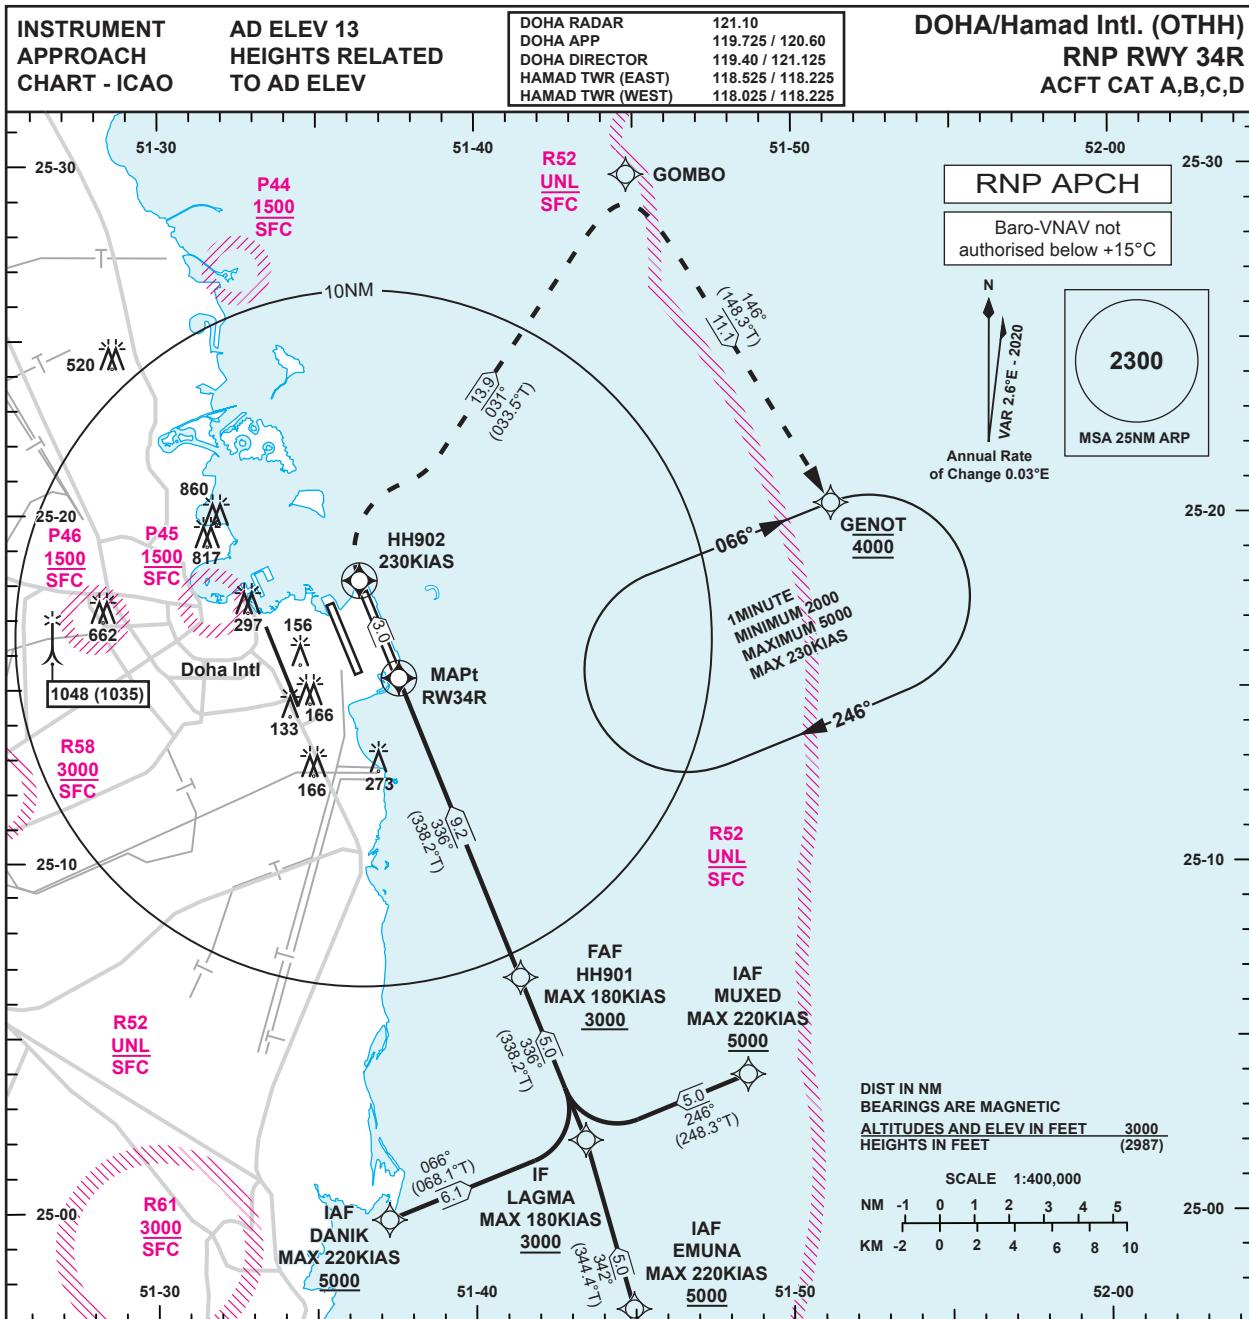 INSTRUMENT
APPROACH
CHART - ICAO
AD ELEV 13
HEIGHTS RELATED
TO AD ELEV
DOHA RADAR 121.10
DOHA APP 119.725 / 120.60
DOHA DIRECTOR 119.40 / 121.125
HAMAD TWR (EAST) 118.525 / 118.225
HAMAD TWR (WEST) 118.025 / 118.225
DOHA/Hamad Intl. (OTHH)
RNP RWY 34R
ACFT CAT A,B,C,D
51-30
51-40
51-50
52-00
25-30
25-30
P44
1500
SFC
R52
UNL
SFC
GOMBO
RNP APCH
Baro-VNAV not
authorised below +15°C
10NM
146°
(148.3°T)
11.1
N
VAR 2.6°E - 2020
Annual Rate
of Change 0.03°E
2300
MSA 25NM ARP
520
13.9
031°
(033.5°T)
860
817
25-20
25-20
P46
1500
SFC
P45
1500
SFC
HH902
230KIAS
066°
GENOT
4000
1MINUTE
MINIMUM 2000
MAXIMUM 5000
MAX 230KIAS
246°
662
297
156
3.0
Doha Intl
MAPt
RW34R
1048 (1035)
133
166
166
273
R58
3000
SFC
9.2
336°
(338.2°T)
R52
UNL
SFC
25-10
25-10
FAF
HH901
MAX 180KIAS
3000
IAF
MUXED
MAX 220KIAS
5000
R52
UNL
SFC
5.0
336°
(338.2°T)
5.0
246°
(248.3°T)
DIST IN NM
BEARINGS ARE MAGNETIC
ALTITUDES AND ELEV IN FEET 3000
HEIGHTS IN FEET (2987)
066°
(068.1°T)
6.1
IF
LAGMA
MAX 180KIAS
3000
SCALE 1:400,000
NM -1 0 1 2 3 4 5
KM -2 0 2 4 6 8 10
R61
3000
SFC
25-00
25-00
IAF
DANIK
MAX 220KIAS
5000
5.0
342°
(344.4°T)
IAF
EMUNA
MAX 220KIAS
5000
51-30
51-40
51-50
52-00
T
T
T
T
T
T
T